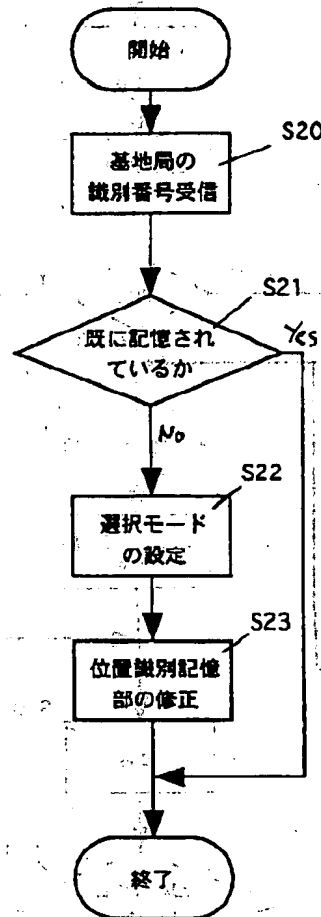 開始
S20
基地局の
識別番号受信
S21
既に記憶され
ているか
Yes
No
S22
選択モード
の設定
S23
位置識別記憶
部の修正
終了